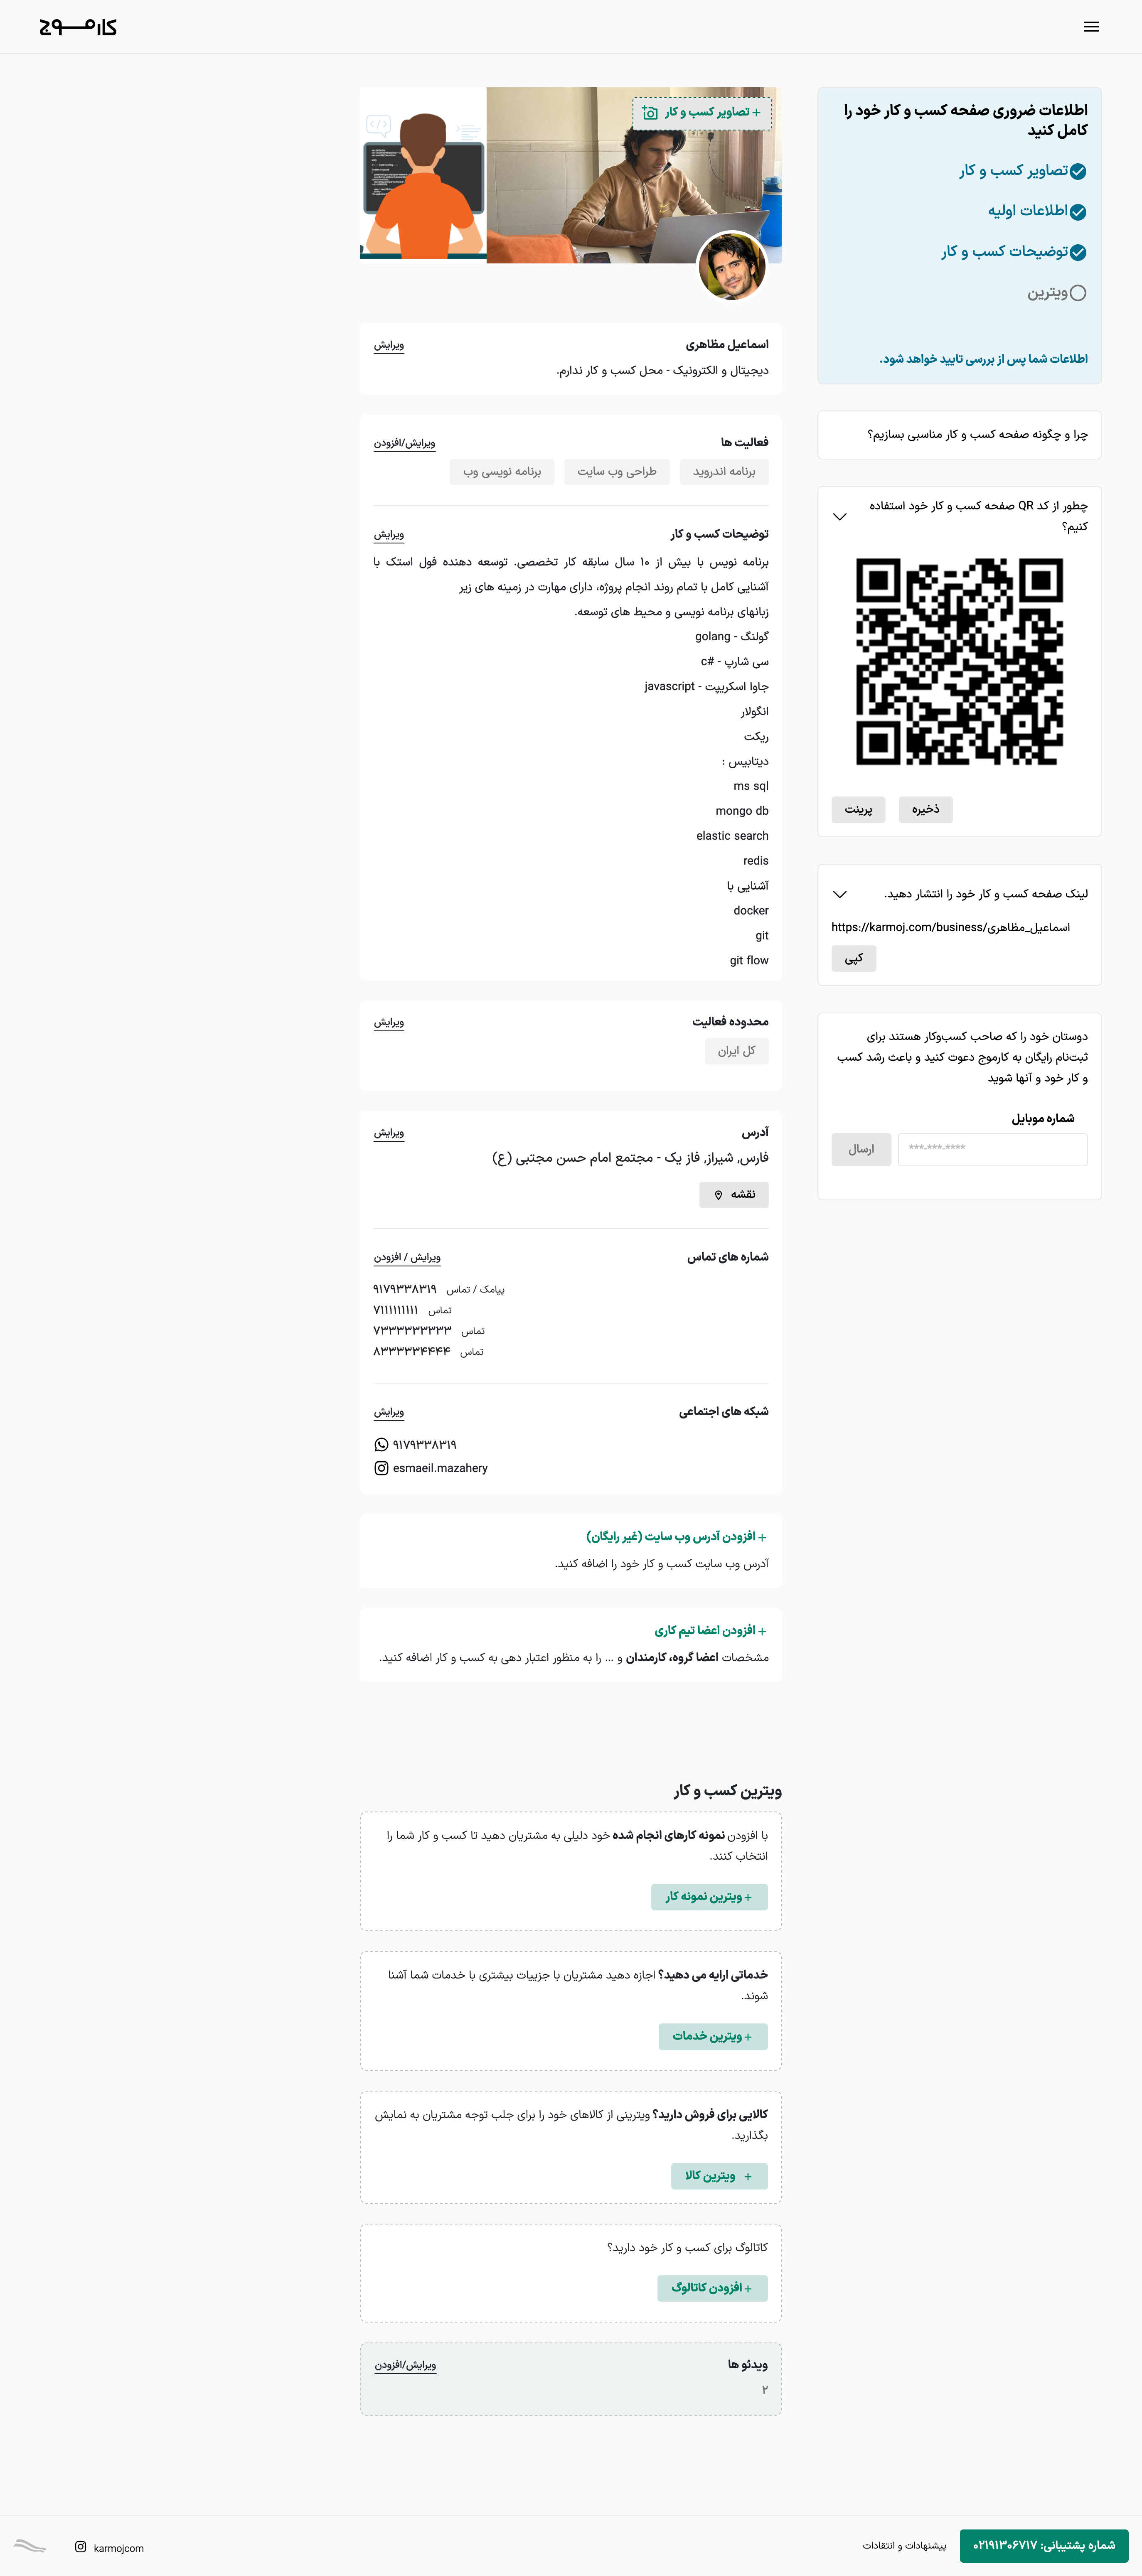 کارموج
اطلاعات ضروری صفحه کسب و کار خود را
کامل کنید
تصاویر کسب و کار
اطلاعات اولیه
توضیحات کسب و کار
ویترین
اطلاعات شما پس از بررسی تایید خواهد شود.
چرا و چگونه صفحه کسب و کار مناسبی بسازیم؟
چطور از کد QR صفحه کسب و کار خود استفاده
کنیم؟
ذخیره
پرینت
لینک صفحه کسب و کار خود را انتشار دهید.
https://karmoj.com/business/اسماعیل_مظاهری
کپی
دوستان خود را که صاحب کسب‌وکار هستند برای
ثبت‌نام رایگان به کارموج دعوت کنید و باعث رشد کسب
و کار خود و آنها شوید
شماره موبایل
***-***-****
ارسال
+ تصاویر کسب و کار
اسماعیل مظاهری
ویرایش
دیجیتال و الکترونیک - محل کسب و کار ندارم.
فعالیت ها
ویرایش/افزودن
برنامه اندروید
طراحی وب سایت
برنامه نویسی وب
توضیحات کسب و کار
ویرایش
برنامه نویس با بیش از ۱۰ سال سابقه کار تخصصی. توسعه دهنده فول استک با
آشنایی کامل با تمام روند انجام پروژه، دارای مهارت در زمینه های زیر
زبانهای برنامه نویسی و محیط های توسعه.
گولنگ - golang
سی شارپ - #c
جاوا اسکریپت - javascript
انگولار
ریکت
دیتابیس :
ms sql
mongo db
elastic search
redis
آشنایی با
docker
git
git flow
محدوده فعالیت
ویرایش
کل ایران
آدرس
ویرایش
فارس, شیراز, فاز یک - مجتمع امام حسن مجتبی (ع)
نقشه
شماره های تماس
ویرایش / افزودن
پیامک / تماس ۹۱۷۹۳۳۸۳۱۹
تماس ۷۱۱۱۱۱۱۱۱۱
تماس ۷۳۳۳۳۳۳۳۳۳
تماس ۸۳۳۳۳۳۴۴۴۴
شبکه های اجتماعی
ویرایش
۹۱۷۹۳۳۸۳۱۹
esmaeil.mazahery
+ افزودن آدرس وب سایت (غیر رایگان)
آدرس وب سایت کسب و کار خود را اضافه کنید.
+ افزودن اعضا تیم کاری
مشخصات اعضا گروه، کارمندان و ... را به منظور اعتبار دهی به کسب و کار اضافه کنید.
ویترین کسب و کار
با افزودن نمونه کارهای انجام شده خود دلیلی به مشتریان دهید تا کسب و کار شما را
انتخاب کنند.
+ ویترین نمونه کار
خدماتی ارایه می دهید؟ اجازه دهید مشتریان با جزییات بیشتری با خدمات شما آشنا
شوند.
+ ویترین خدمات
کالایی برای فروش دارید؟ ویترینی از کالاهای خود را برای جلب توجه مشتریان به نمایش
بگذارید.
+ ویترین کالا
کاتالوگ برای کسب و کار خود دارید؟
+ افزودن کاتالوگ
ویدئو ها
ویرایش/افزودن
۲
شماره پشتیبانی: ۰۲۱۹۱۳۰۶۷۱۷
پیشنهادات و انتقادات
karmojcom